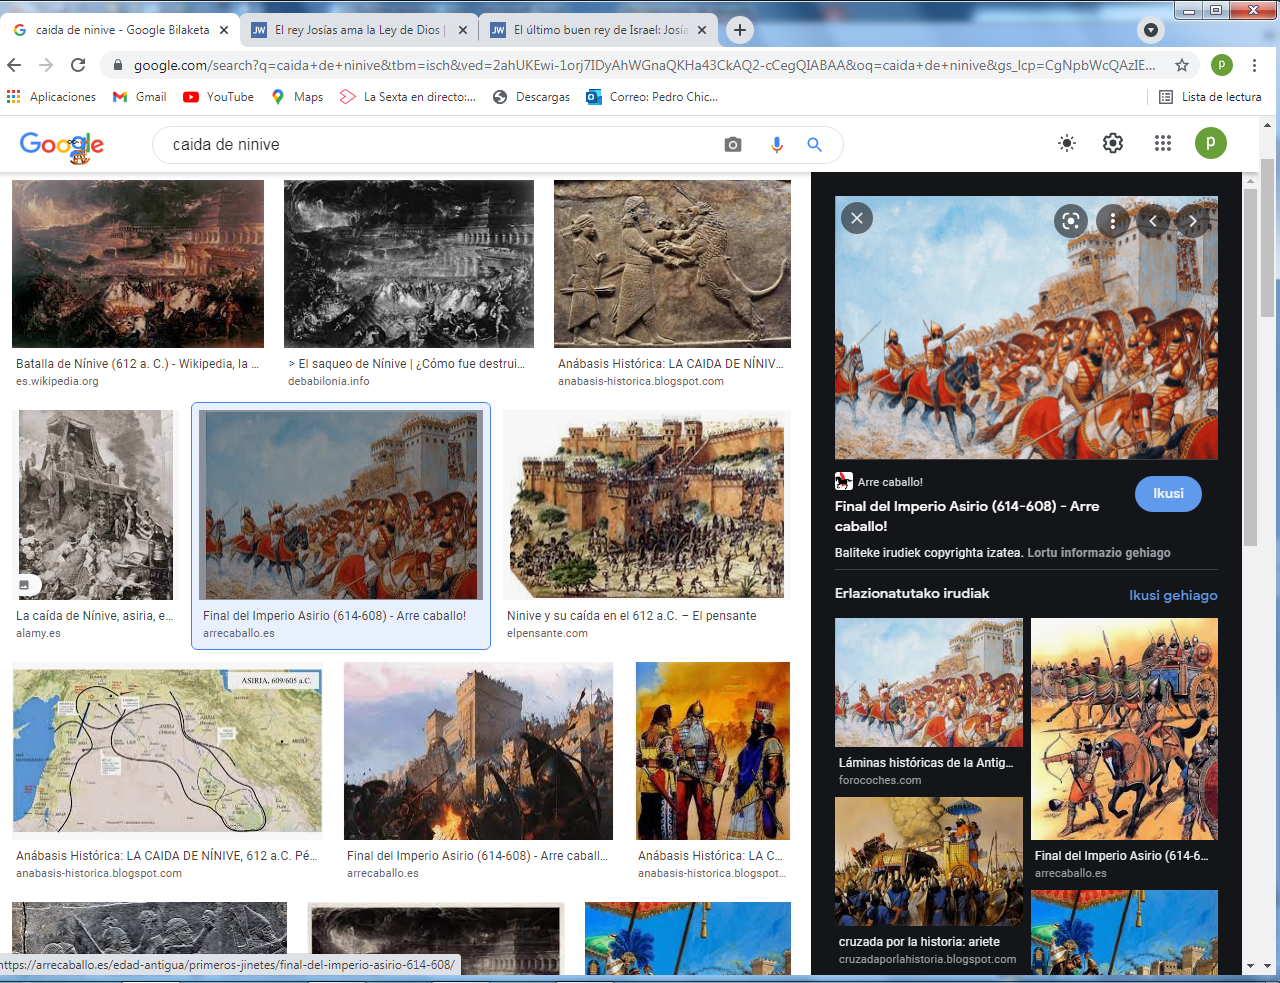 caida de ninive - Google Bilaketa
El rey Josías ama la Ley de Dios |
El último buen rey de Israel: Josía
google.com/search?q=caida+de+ninive&tbm=isch&ved=2ahUKEwi-1orj7IDyAhWGnaQKHa43CkAQ2-cCegQIABAA&oq=caida+de+ninive&gs_lcp=CgNpbWcQAzIE...
p
Aplicaciones
Gmail
YouTube
Maps
La Sexta en directo:...
Descargas
Correo: Pedro Chic...
Lista de lectura
Google
caida de ninive
p
Batalla de Nínive (612 a. C.) - Wikipedia, la ...
es.wikipedia.org
> El saqueo de Nínive | ¿Cómo fue destrui...
debabilonia.info
Anábasis Histórica: LA CAIDA DE NÍNIV...
anabasis-historica.blogspot.com
La caída de Nínive, asiria, e...
alamy.es
Final del Imperio Asirio (614-608) - Arre caballo!
arrecaballo.es
Ninive y su caída en el 612 a.C. – El pensante
elpensante.com
ASIRIA, 609/605 a.C.
Anábasis Histórica: LA CAIDA DE NÍNIVE, 612 a.C. Pé...
anabasis-historica.blogspot.com
Final del Imperio Asirio (614-608) - Arre caball...
arrecaballo.es
Anábasis Histórica: LA C...
anabasis-historica.blogspot...
Arre caballo!
Final del Imperio Asirio (614-608) - Arre
caballo!
Ikusi
Baliteke irudiek copyrighta izatea. Lortu informazio gehiago
Erlazionatutako irudiak
Ikusi gehiago
Láminas históricas de la Antig...
forocoches.com
Final del Imperio Asirio (614-6...
arrecaballo.es
cruzada por la historia: ariete
cruzadaporlahistoria.blogspot.com
https://arrecaballo.es/edad-antigua/primeros-jinetes/final-del-imperio-asirio-614-608/